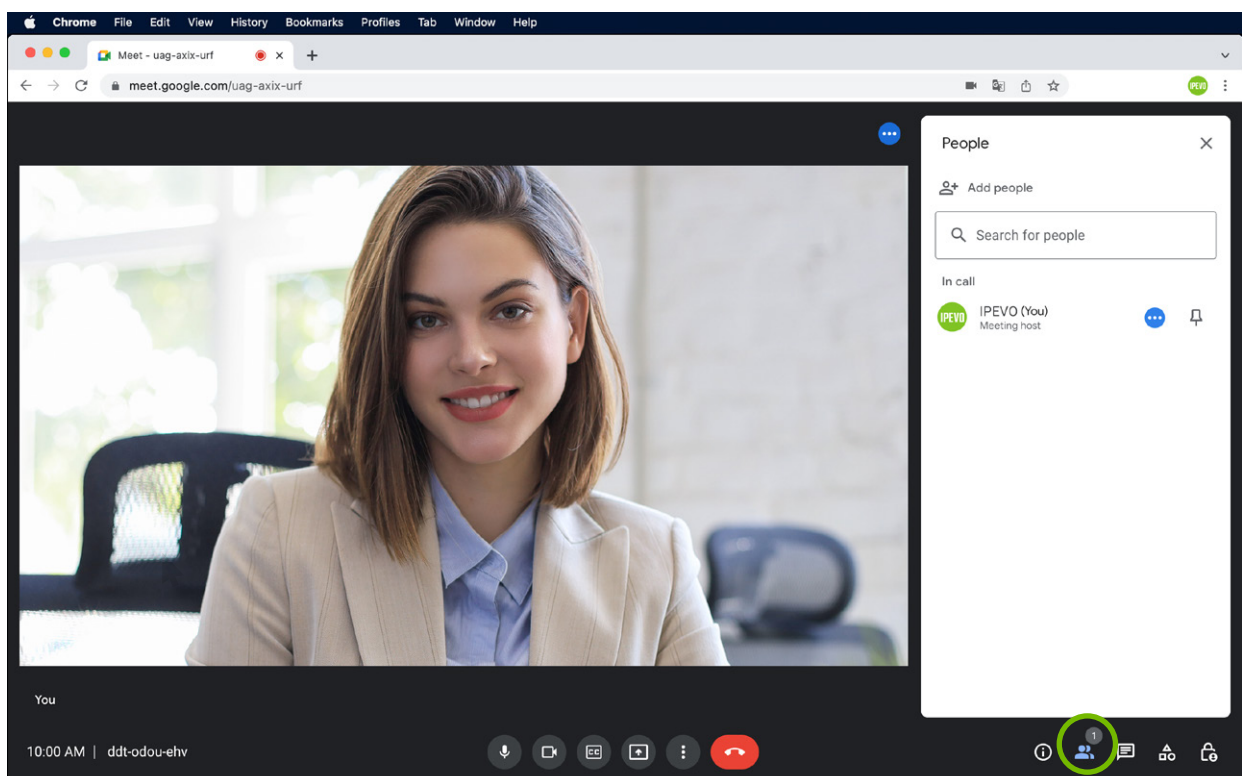 Chrome File Edit View History Bookmarks Profiles Tab Window Help
Meet - uag-axix-urf
meet.google.com/uag-axix-urf
IPEVO
People
Add people
Search for people
In call
IPEVO
IPEVO (You)
Meeting host
You
10:00 AM | ddt-odou-ehv
CC
1